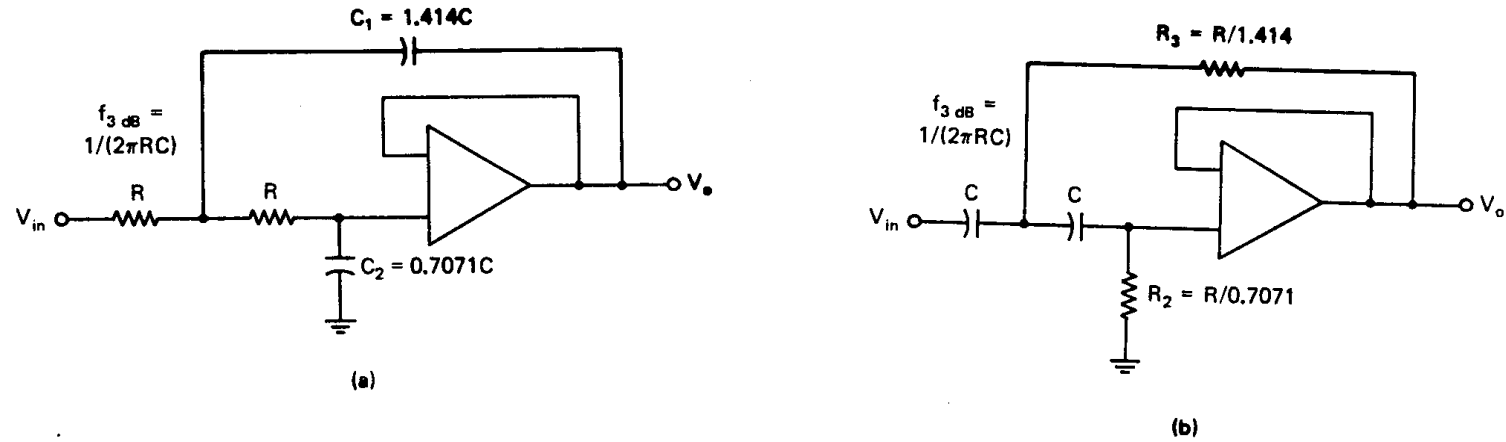 C₁ = 1.414C
f₃ dB =
1/(2πRC)
R
R
V_in
V_o
C₂ = 0.7071C
(a)
R₃ = R/1.414
f₃ dB =
1/(2πRC)
C
C
V_in
V_o
R₂ = R/0.7071
(b)